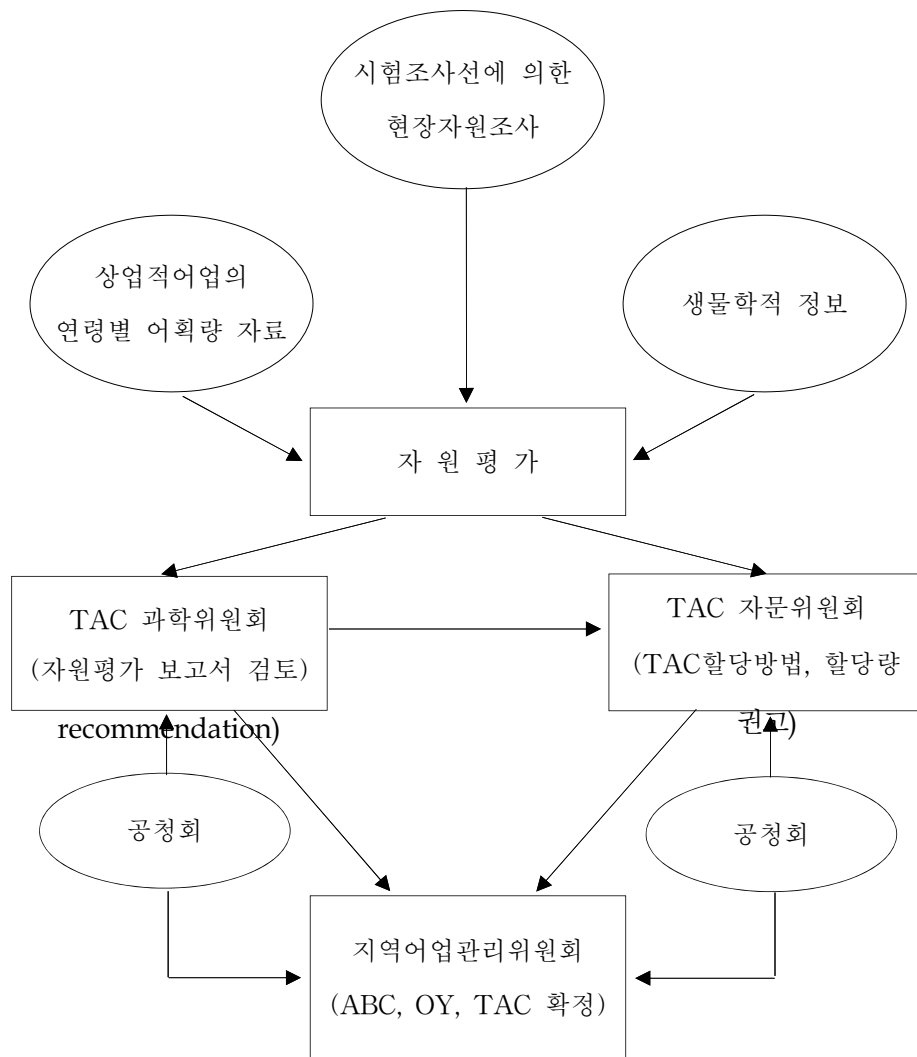 시험조사선에 의한
현장자원조사
상업적어업의
연령별 어획량 자료
생물학적 정보
자 원 평 가
TAC 과학위원회
(자원평가 보고서 검토)
recommendation)
TAC 자문위원회
(TAC할당방법, 할당량
권고)
공청회
공청회
지역어업관리위원회
(ABC, OY, TAC 확정)